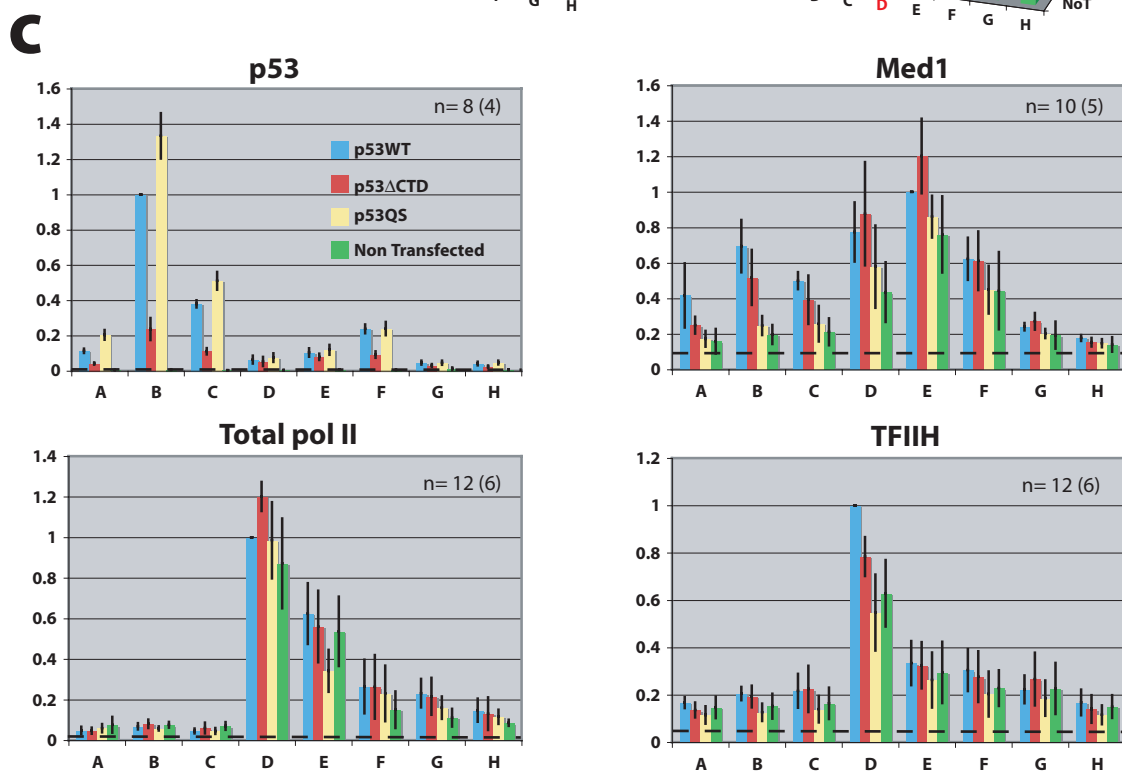 G H
C D E F G H NoT
C
p53
1.6
1.4
1.2
1
0.8
0.6
0.4
0.2
0
n= 8 (4)
p53WT
p53ΔCTD
p53QS
Non Transfected
A B C D E F G H
Med1
1.6
1.4
1.2
1
0.8
0.6
0.4
0.2
0
n= 10 (5)
A B C D E F G H
Total pol II
1.4
1.2
1
0.8
0.6
0.4
0.2
0
n= 12 (6)
A B C D E F G H
TFIIH
1.2
1
0.8
0.6
0.4
0.2
0
n= 12 (6)
A B C D E F G H